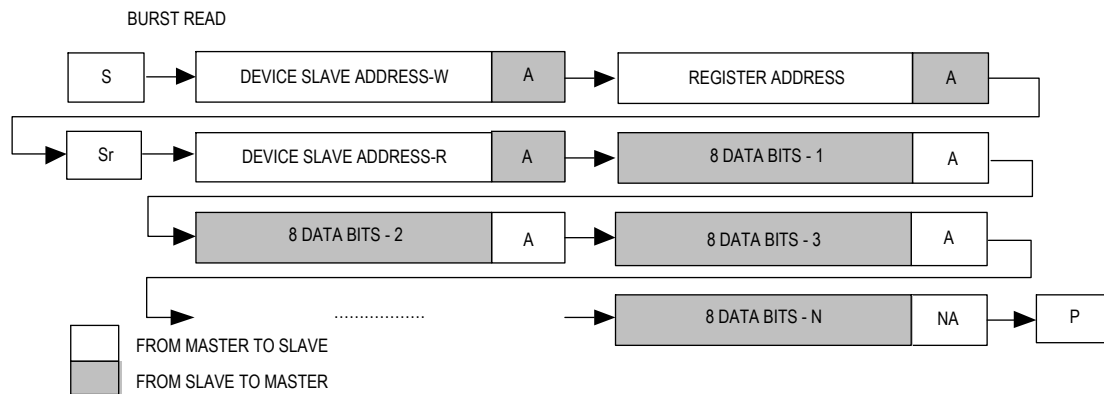 BURST READ
S DEVICE SLAVE ADDRESS-W A REGISTER ADDRESS A
Sr DEVICE SLAVE ADDRESS-R A 8 DATA BITS - 1 A
8 DATA BITS - 2 A 8 DATA BITS - 3 A
.................. 8 DATA BITS - N NA P
FROM MASTER TO SLAVE
FROM SLAVE TO MASTER